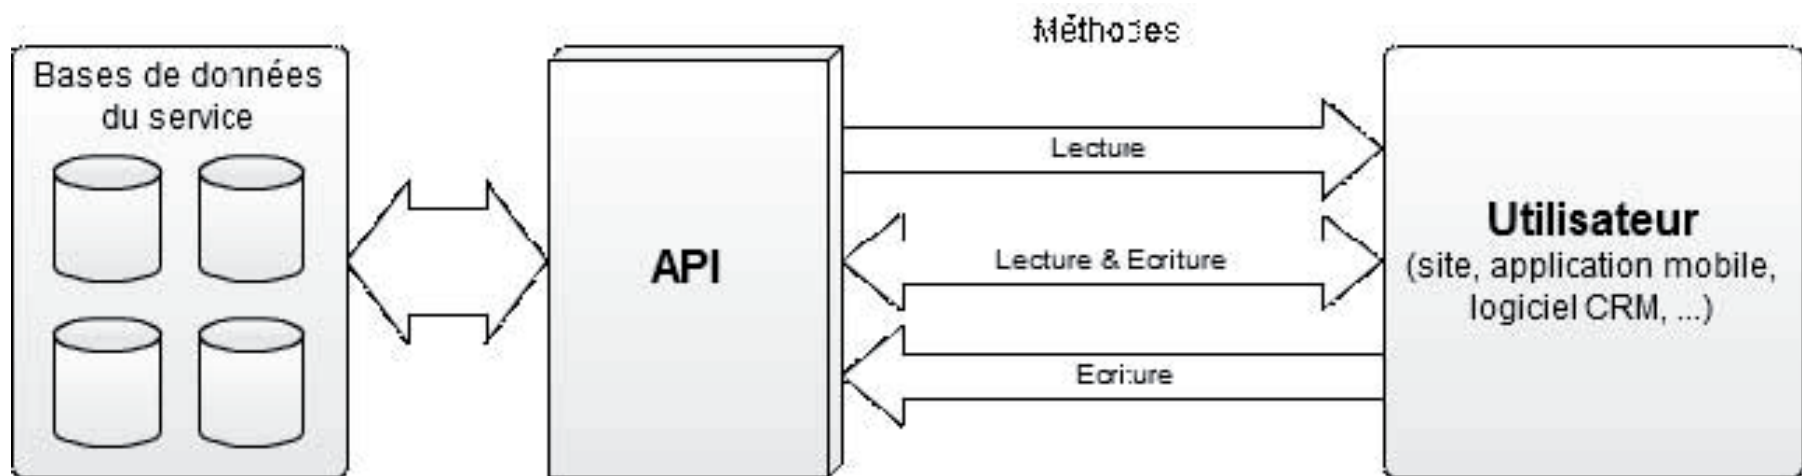 Méthodes
Bases de données
du service
Lecture
API
Lecture & Ecriture
Utilisateur
(site, application mobile,
logiciel CRM, ...)
Ecriture